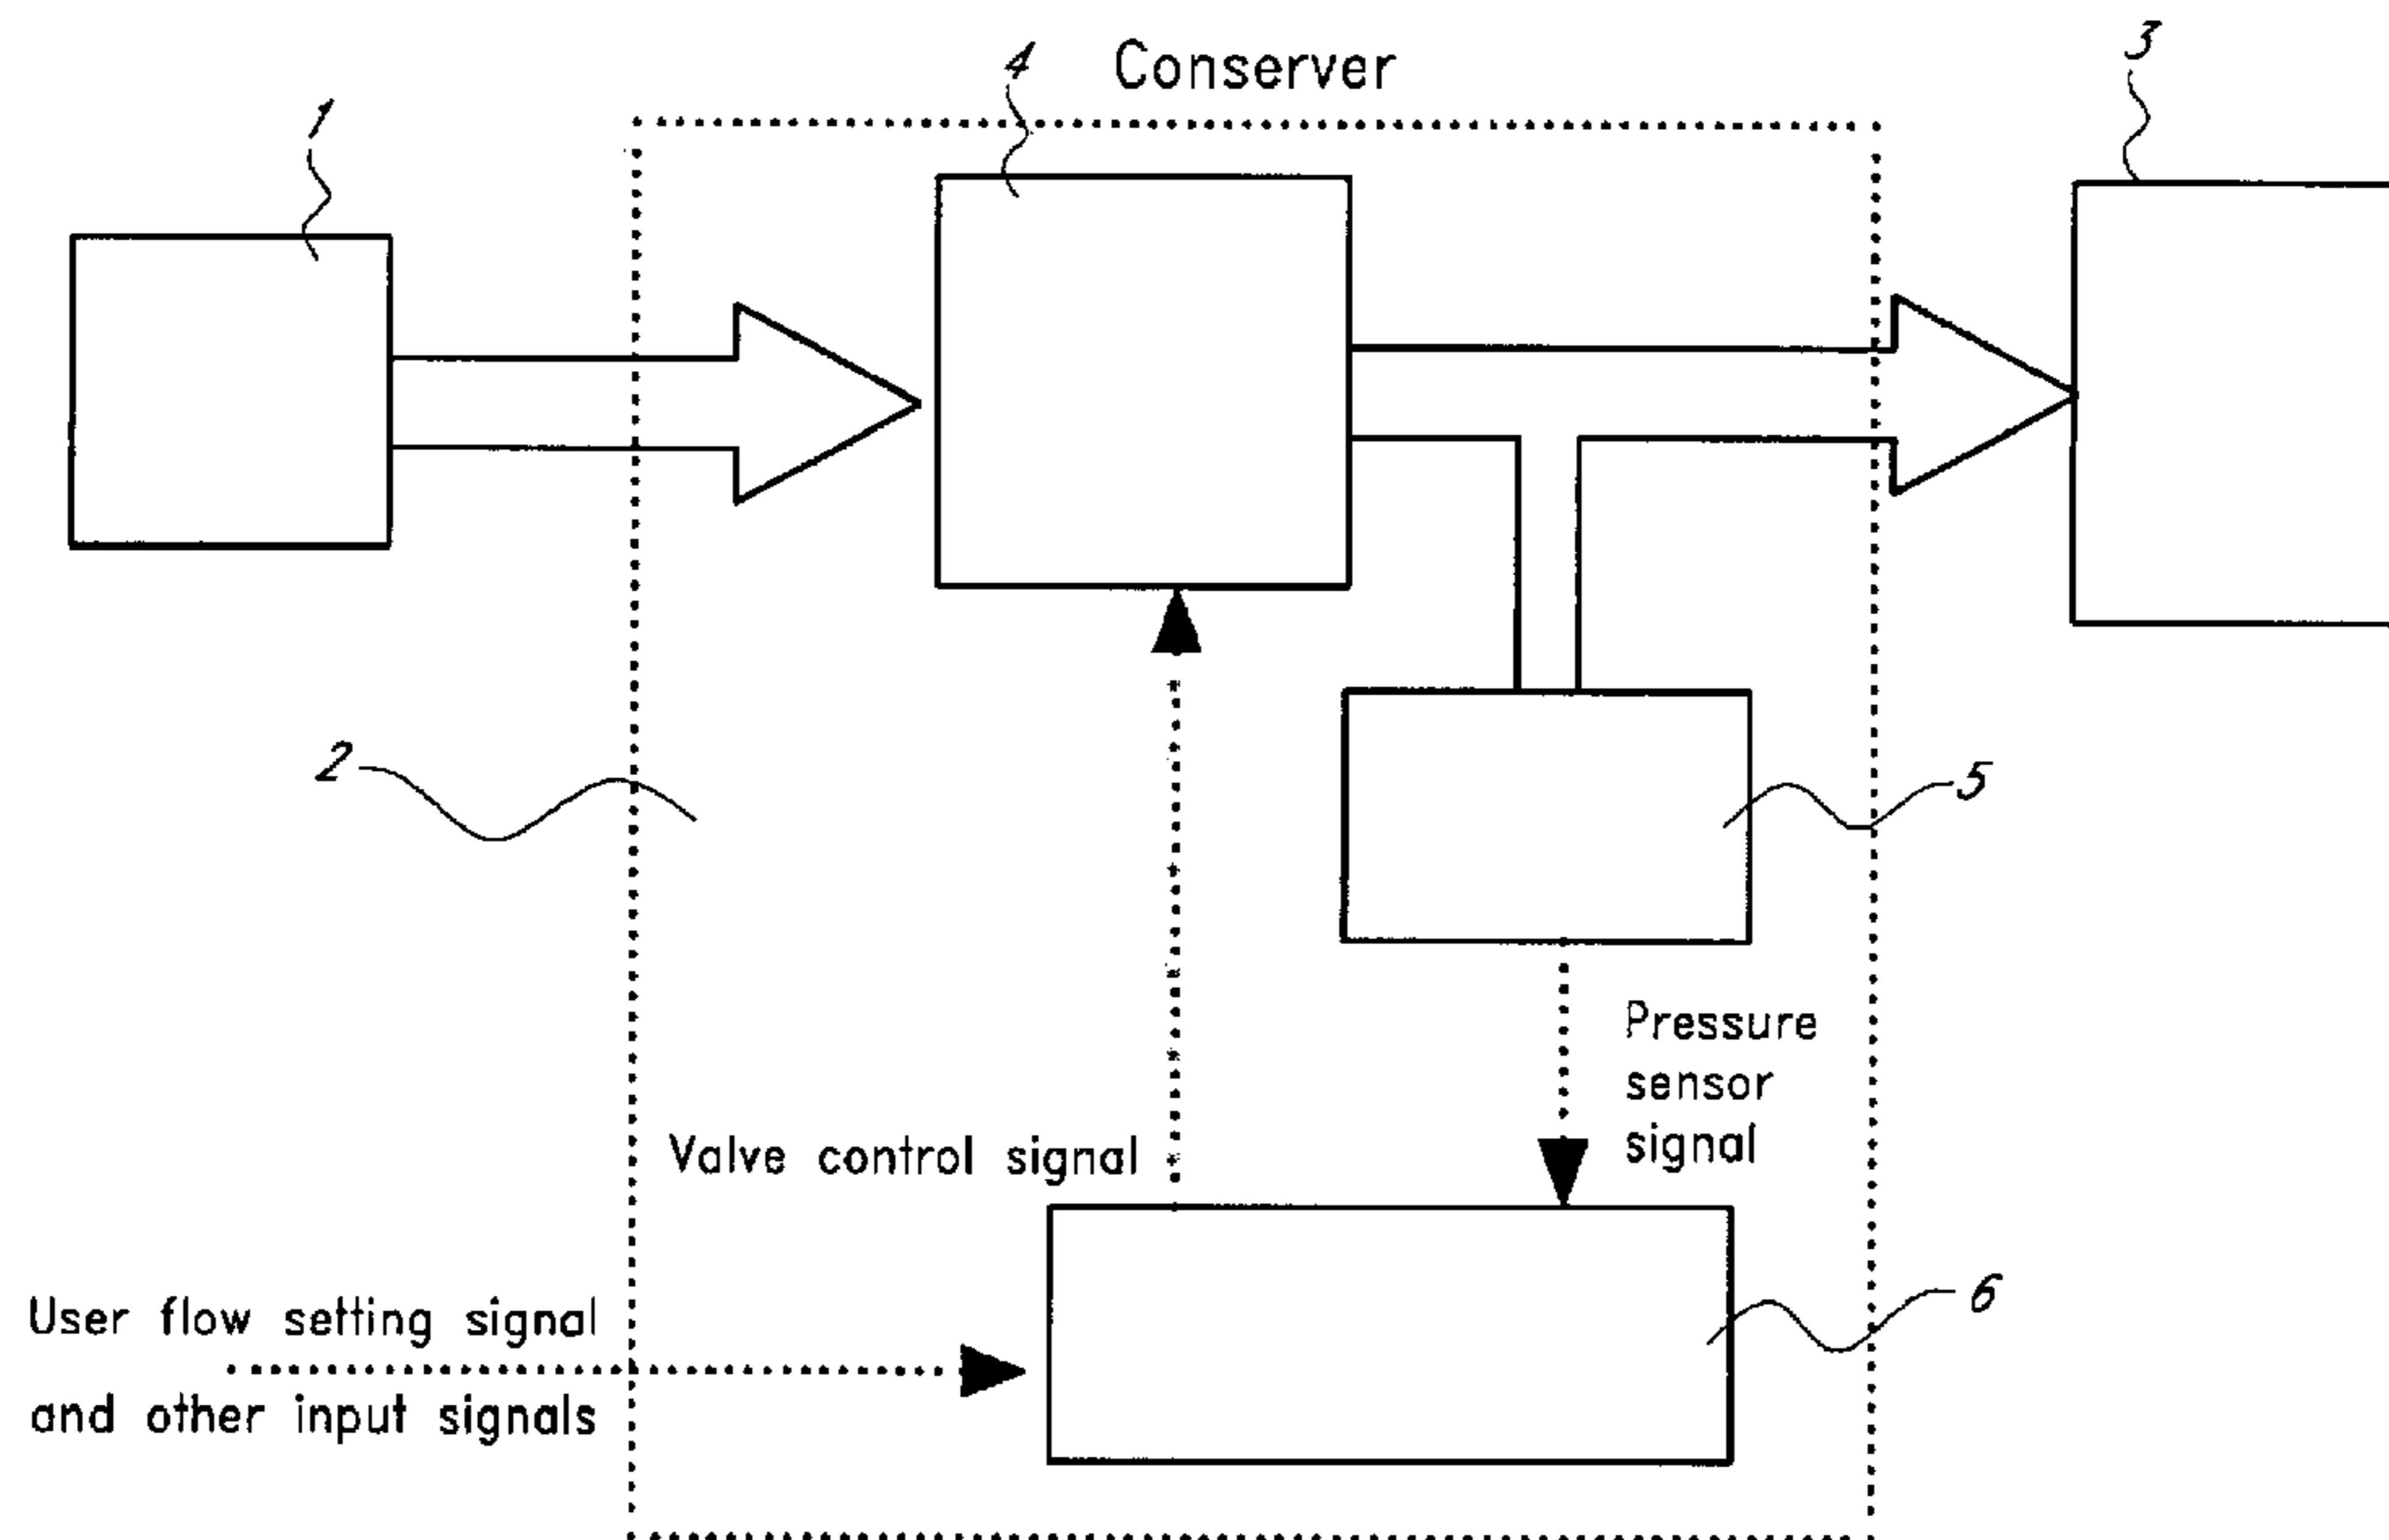 3
4
Conserver
1
2
5
Pressure
sensor
signal
Valve control signal
User flow setting signal
6
and other input signals